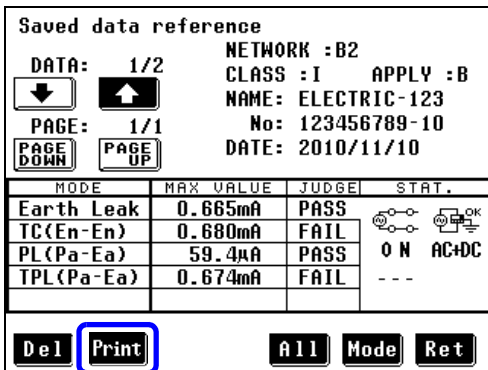 Saved data reference
NETWORK :B2
DATA: 1/2
CLASS :I APPLY :B
NAME: ELECTRIC-123
PAGE: 1/1
No: 123456789-10
PAGE DOWN PAGE UP
DATE: 2010/11/10
MODE MAX VALUE JUDGE STAT.
Earth Leak 0.665mA PASS
OK
TC(En-En) 0.680mA FAIL
PL(Pa-Ea) 59.4µA PASS ON AC+DC
TPL(Pa-Ea) 0.674mA FAIL ---
Del Print All Mode Ret